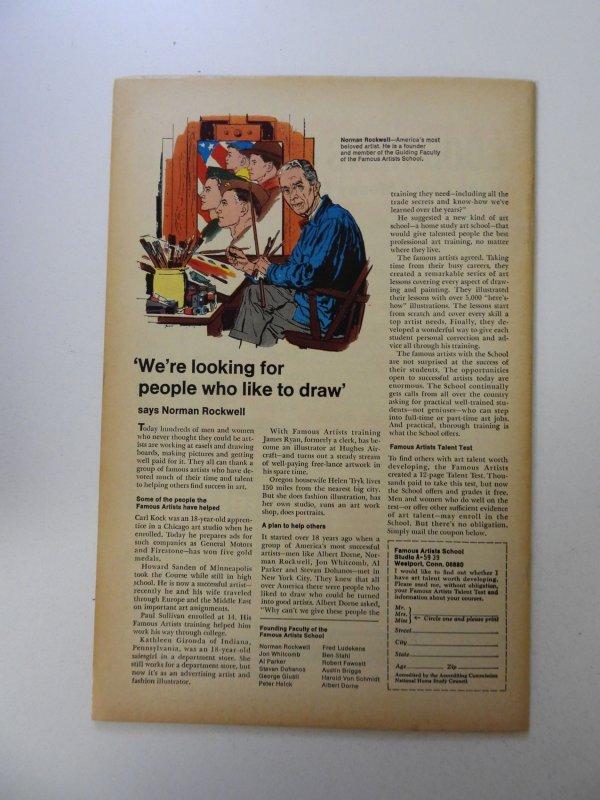 Norman Rockwell—America's most
beloved artist. He is a founder
and member of the Guiding Faculty
of the Famous Artists School.
'We're looking for
people who like to draw'
says Norman Rockwell
Today hundreds of men and women
who never thought they could be art-
ists are working at easels and drawing
boards, making pictures and getting
well paid for it. They all can thank a
group of famous artists who have de-
voted much of their time and talent
to helping others find success in art.
Some of the people the
Famous Artists have helped
Carl Kock was an 18-year-old appren-
tice in a Chicago art studio when he
enrolled. Today he prepares ads for
such companies as General Motors
and Firestone—has won five gold
medals.
Howard Sanden of Minneapolis
took the Course while still in high
school. He is now a successful artist—
recently he and his wife traveled
through Europe and the Middle East
on important art assignments.
Paul Sullivan enrolled at 14. His
Famous Artists training helped him
work his way through college.
Kathleen Gironda of Indiana,
Pennsylvania, was an 18-year-old
salesgirl in a department store. She
still works for a department store, but
now it's as an advertising artist and
fashion illustrator.
With Famous Artists training
James Ryan, formerly a clerk, has be-
come an illustrator at Hughes Air-
craft—and turns out a steady stream
of well-paying free-lance artwork in
his spare time.
Oregon housewife Helen Tryk lives
150 miles from the nearest big city.
But she does fashion illustration, has
her own studio, runs an art work
shop, does portraits.
A plan to help others
It started over 18 years ago when a
group of America's most successful
artists—men like Albert Dorne, Nor-
man Rockwell, Jon Whitcomb, Al
Parker and Stevan Dohanos—met in
New York City. They knew that all
over America there were people who
liked to draw who could be turned
into good artists. Albert Dorne asked,
"Why can't we give these people the
Founding Faculty of the
Famous Artists School
Norman Rockwell
Jon Whitcomb
Al Parker
Stevan Dohanos
George Giusti
Peter Helck
Fred Ludekens
Ben Stahl
Robert Fawcett
Austin Briggs
Harold Von Schmidt
Albert Dorne
training they need—including all the
trade secrets and know-how we've
learned over the years?"
He suggested a new kind of art
school—a home study art school—that
would give talented people the best
professional art training, no matter
where they live.
The famous artists agreed. Taking
time from their busy careers, they
created a remarkable series of art
lessons covering every aspect of draw-
ing and painting. They illustrated
their lessons with over 5,000 "here's-
how" illustrations. The lessons start
from scratch and cover every skill a
top artist needs. Finally, they de-
veloped a wonderful way to give each
student personal correction and ad-
vice all through his training.
The famous artists with the School
are not surprised at the success of
their students. The opportunities
open to successful artists today are
enormous. The School continually
gets calls from all over the country
asking for practical well-trained stu-
dents—not geniuses—who can step
into full-time or part-time art jobs.
And practical, thorough training is
what the School offers.
Famous Artists Talent Test
To find others with art talent worth
developing, the Famous Artists
created a 12-page Talent Test. Thou-
sands paid to take this test, but now
the School offers and grades it free.
Men and women who do well on the
test—or offer other sufficient evidence
of art talent—may enroll in the
School. But there's no obligation.
Simply mail the coupon below.
Famous Artists School
Studio A-5939
Westport, Conn. 06880
I would like to find out whether I
have art talent worth developing.
Please send me, without obligation,
your Famous Artists Talent Test and
information about your courses.
Mr.
Mrs.
Miss ← Circle one and please print
Street
City
State
Age Zip
Accredited by the Accrediting Commission
National Home Study Council